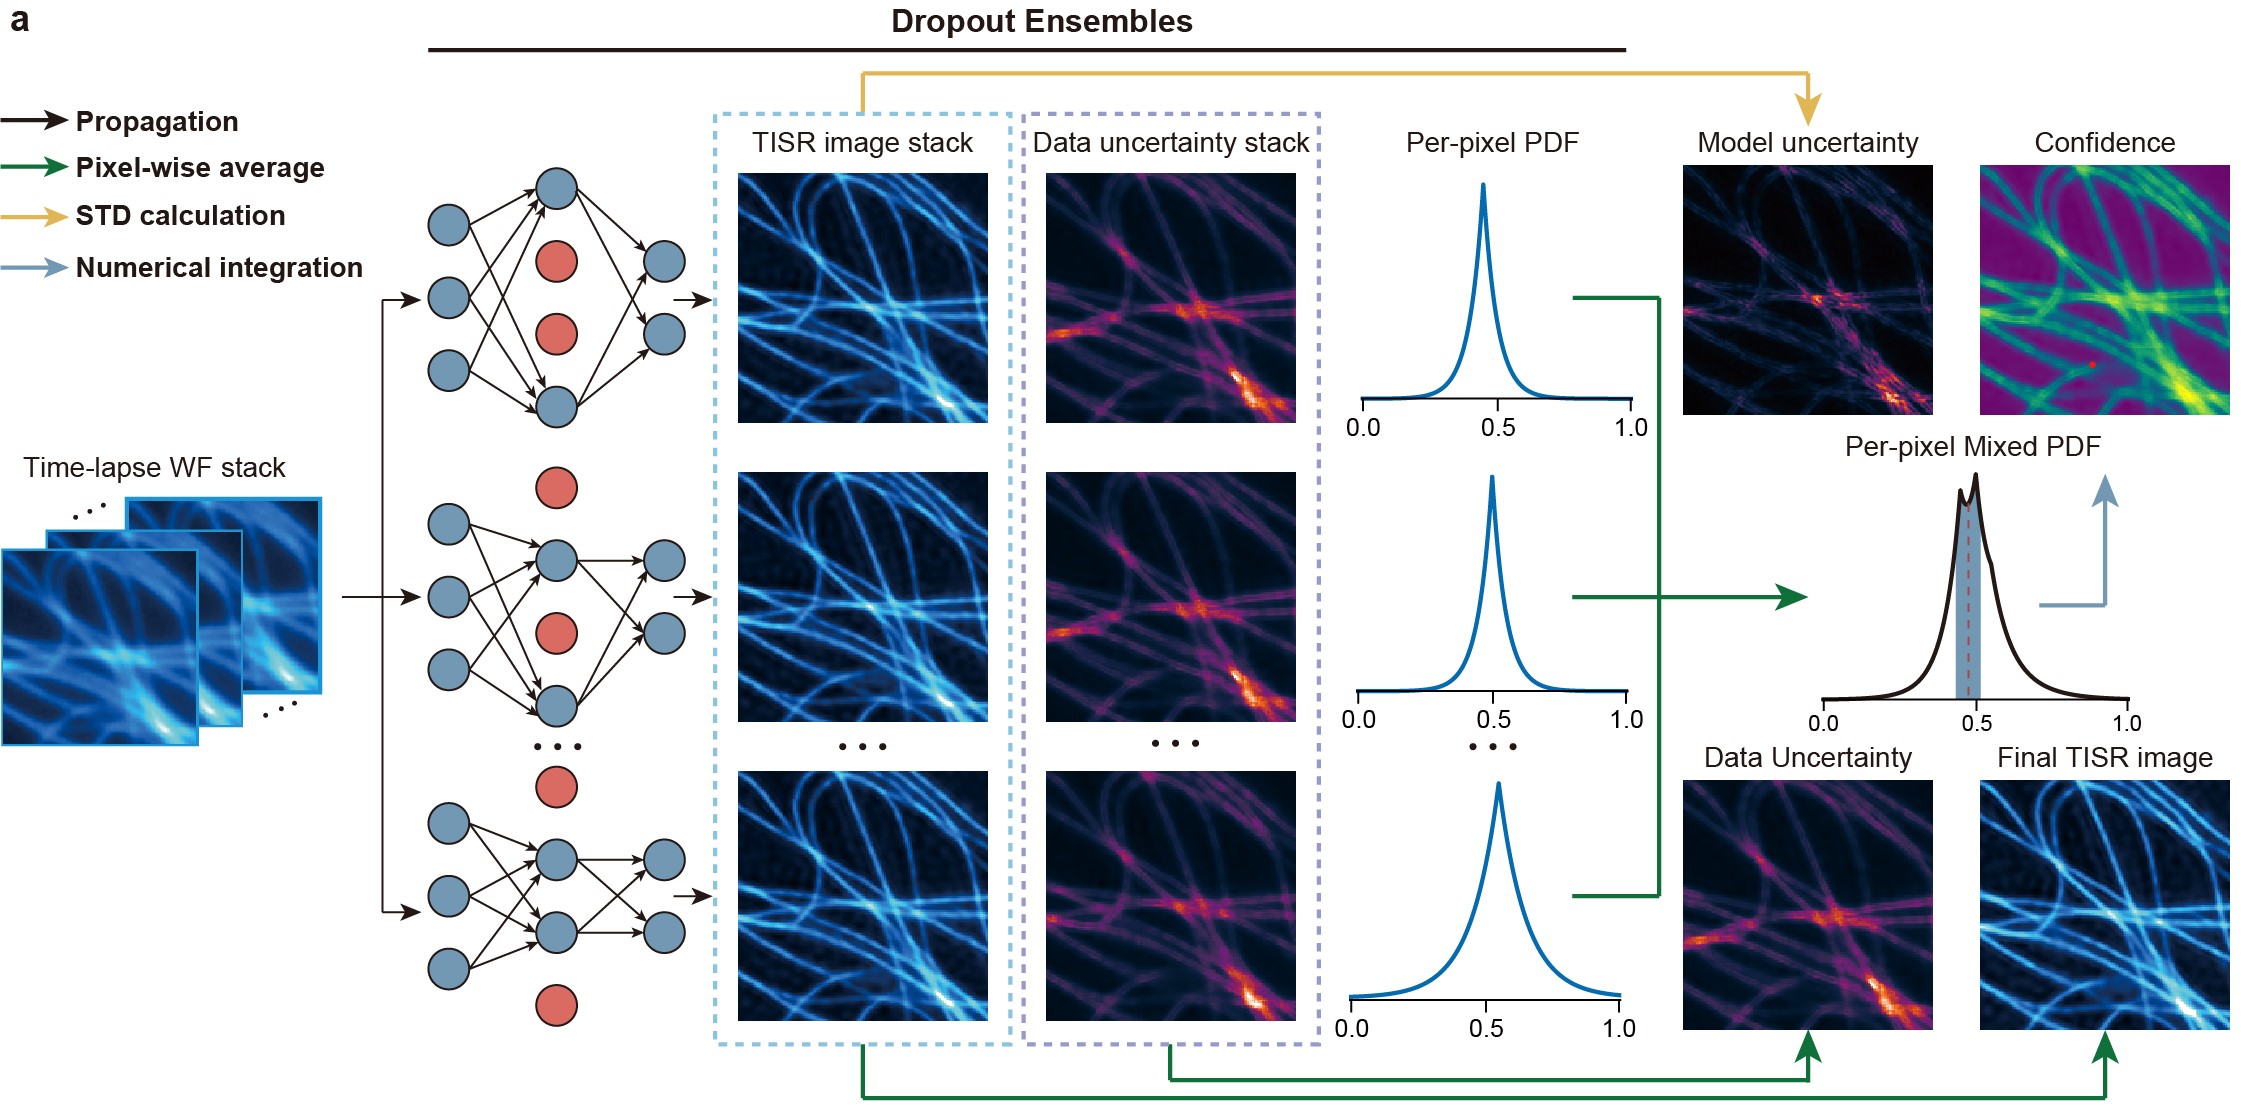 a
Dropout Ensembles
Propagation
Pixel-wise average
STD calculation
Numerical integration
Time-lapse WF stack
TISR image stack
Data uncertainty stack
Per-pixel PDF
Model uncertainty
Confidence
0.0 0.5 1.0
Per-pixel Mixed PDF
0.0 0.5 1.0
0.0 0.5 1.0
Data Uncertainty
Final TISR image
0.0 0.5 1.0